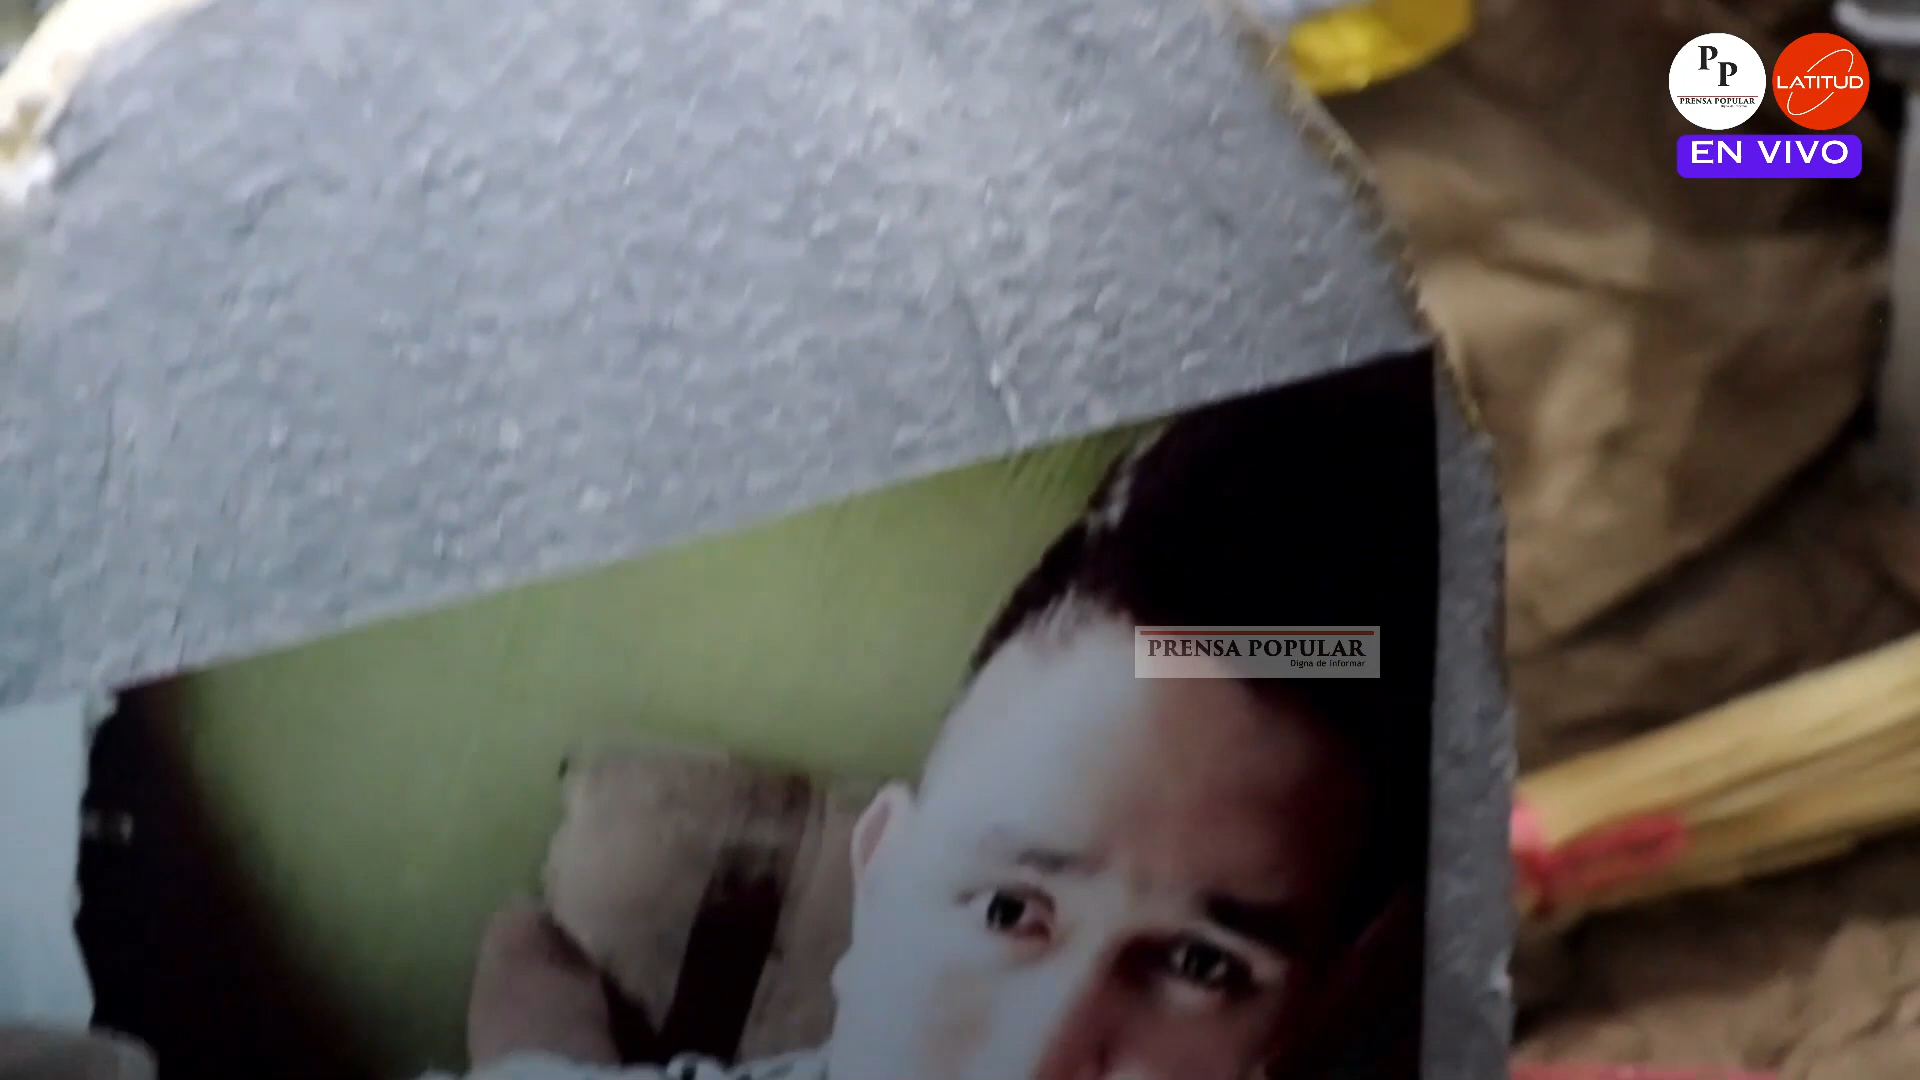 PP
PRENSA POPULAR
LATITUD
EN VIVO
PRENSA POPULAR
Digna de Informar